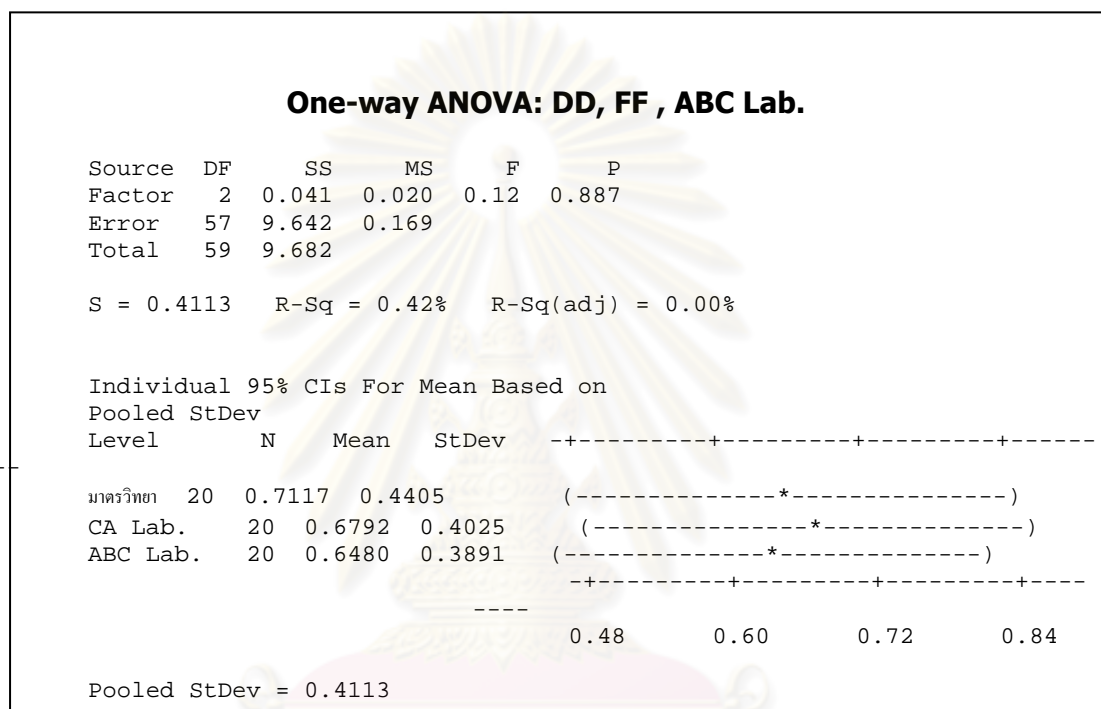 One-way ANOVA: DD, FF , ABC Lab.
Source DF SS MS F P
Factor 2 0.041 0.020 0.12 0.887
Error 57 9.642 0.169
Total 59 9.682
S = 0.4113 R-Sq = 0.42% R-Sq(adj) = 0.00%
Individual 95% CIs For Mean Based on
Pooled StDev
Level N Mean StDev -+---------+---------+---------+------
--
มาตรวิทยา 20 0.7117 0.4405 (--------------*---------------)
CA Lab. 20 0.6792 0.4025 (---------------*--------------)
ABC Lab. 20 0.6480 0.3891 (--------------*--------------)
-+---------+---------+---------+----
----
0.48 0.60 0.72 0.84
Pooled StDev = 0.4113